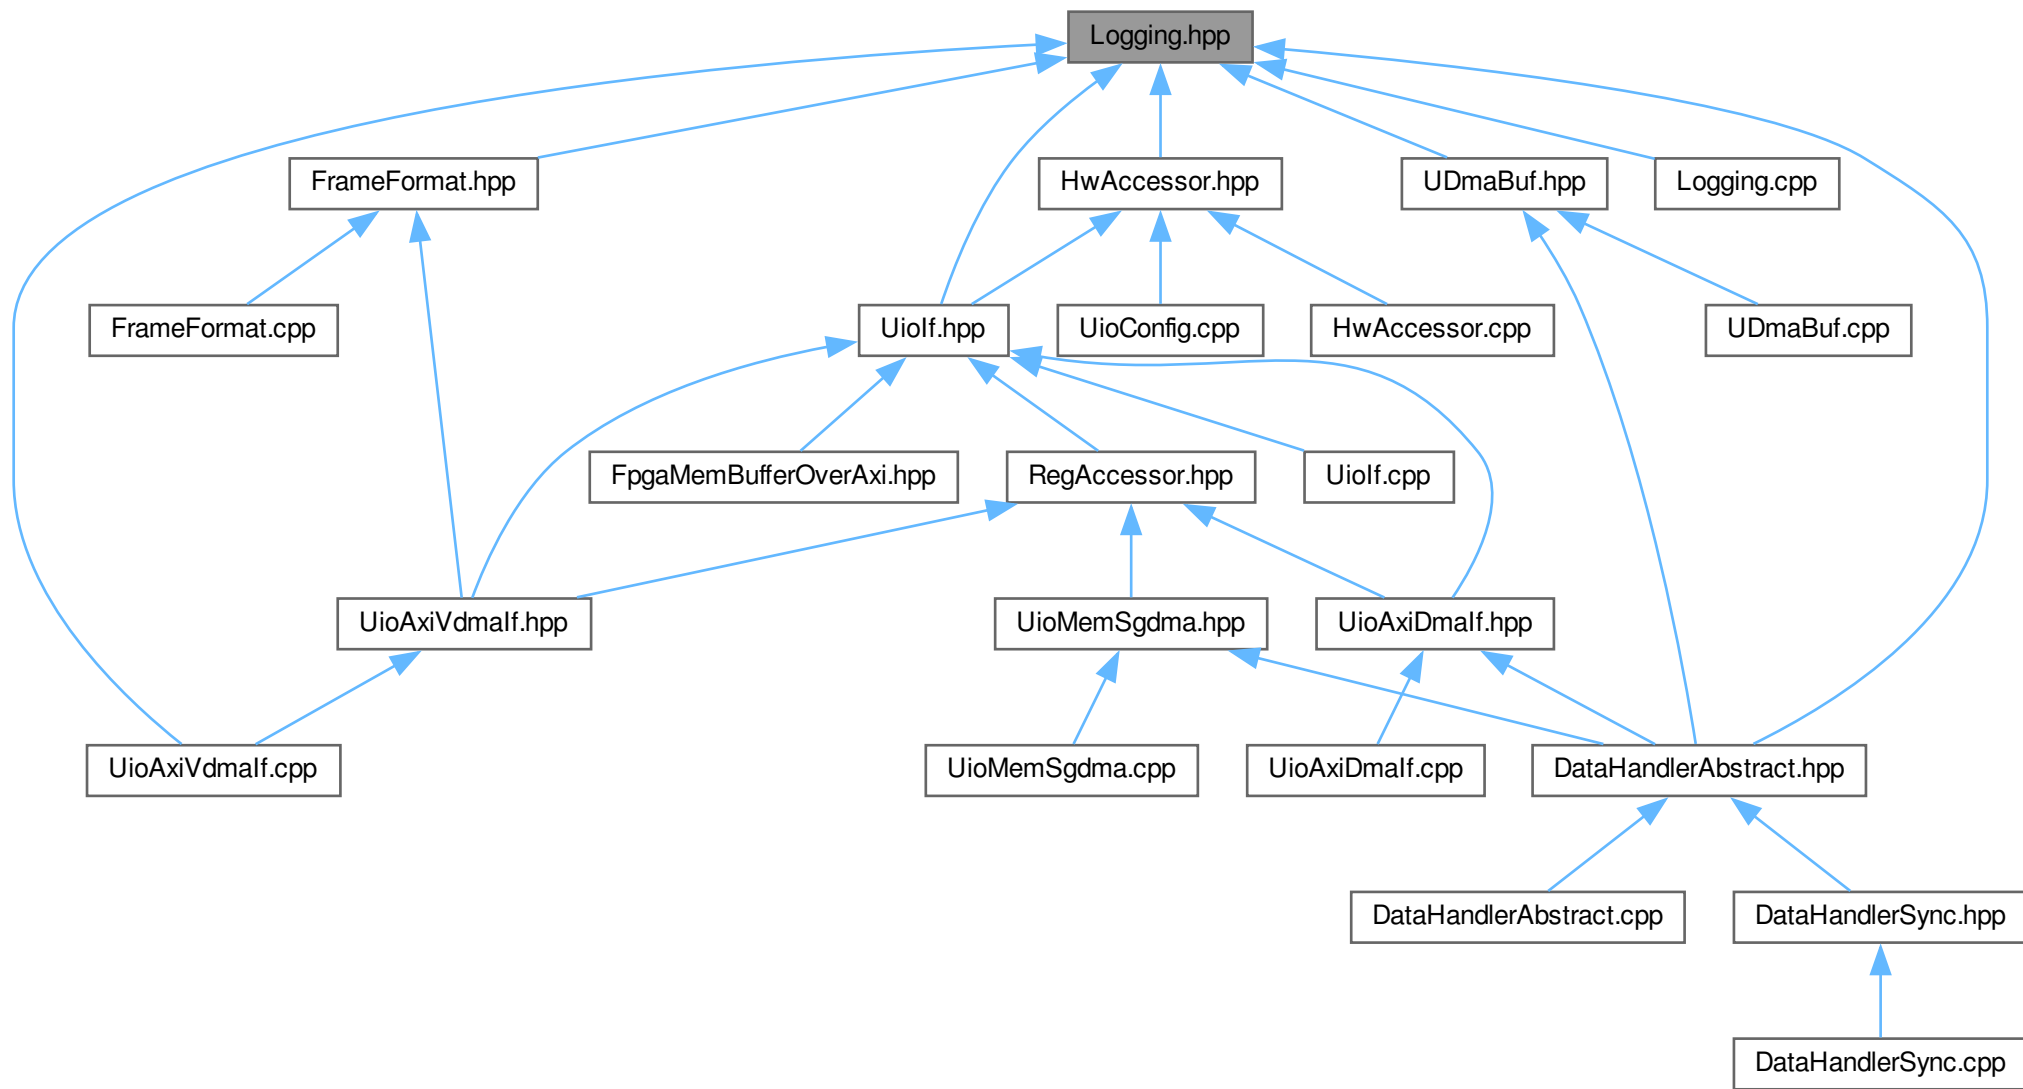 Logging.hpp
FrameFormat.hpp
HwAccessor.hpp
UDmaBuf.hpp
Logging.cpp
FrameFormat.cpp
UioIf.hpp
UioConfig.cpp
HwAccessor.cpp
UDmaBuf.cpp
FpgaMemBufferOverAxi.hpp
RegAccessor.hpp
UioIf.cpp
UioAxiVdmaIf.hpp
UioMemSgdma.hpp
UioAxiDmaIf.hpp
UioAxiVdmaIf.cpp
UioMemSgdma.cpp
UioAxiDmaIf.cpp
DataHandlerAbstract.hpp
DataHandlerAbstract.cpp
DataHandlerSync.hpp
DataHandlerSync.cpp